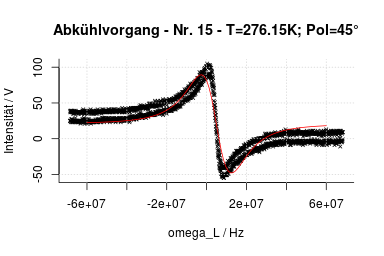 Abkühlvorgang - Nr. 15 - T=276.15K; Pol=45°
Intensität / V
100
50
0
-50
-6e+07
-2e+07
2e+07
6e+07
omega_L / Hz